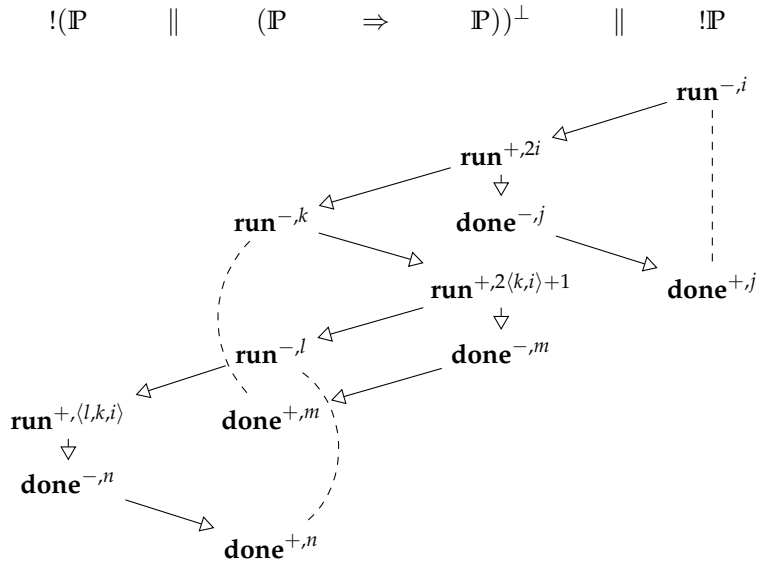 !(ℙ ∥ (ℙ ⇒ ℙ))⊥ ∥ !ℙ
run−,i
run+,2i
run−,k done−,j
run+,2⟨k,i⟩+1 done+,j
run−,l done−,m
run+,⟨l,k,i⟩ done+,m
done−,n
done+,n